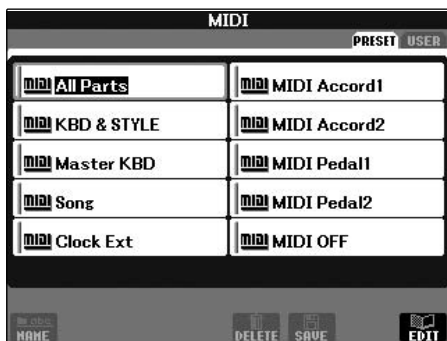 MIDI
PRESET USER
MIDI All Parts
MIDI KBD & STYLE
MIDI Master KBD
MIDI Song
MIDI Clock Ext
MIDI MIDI Accord1
MIDI MIDI Accord2
MIDI MIDI Pedal1
MIDI MIDI Pedal2
MIDI MIDI OFF
abc
NAME DELETE SAVE EDIT